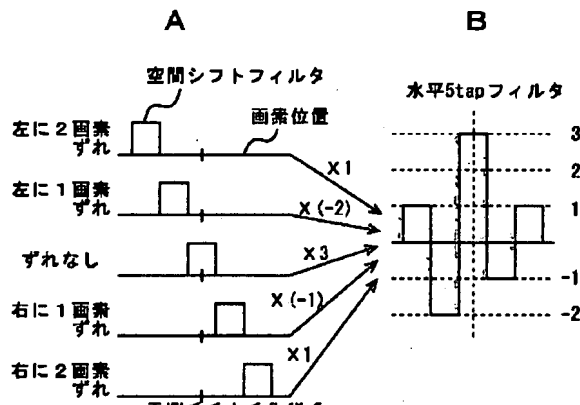 A
B
空間シフトフィルタ
水平5tapフィルタ
画素位置
左に2画素
ずれ
左に1画素
ずれ
ずれなし
右に1画素
ずれ
右に2画素
ずれ
X1
X(-2)
X3
X(-1)
X1
3
2
1
-1
-2